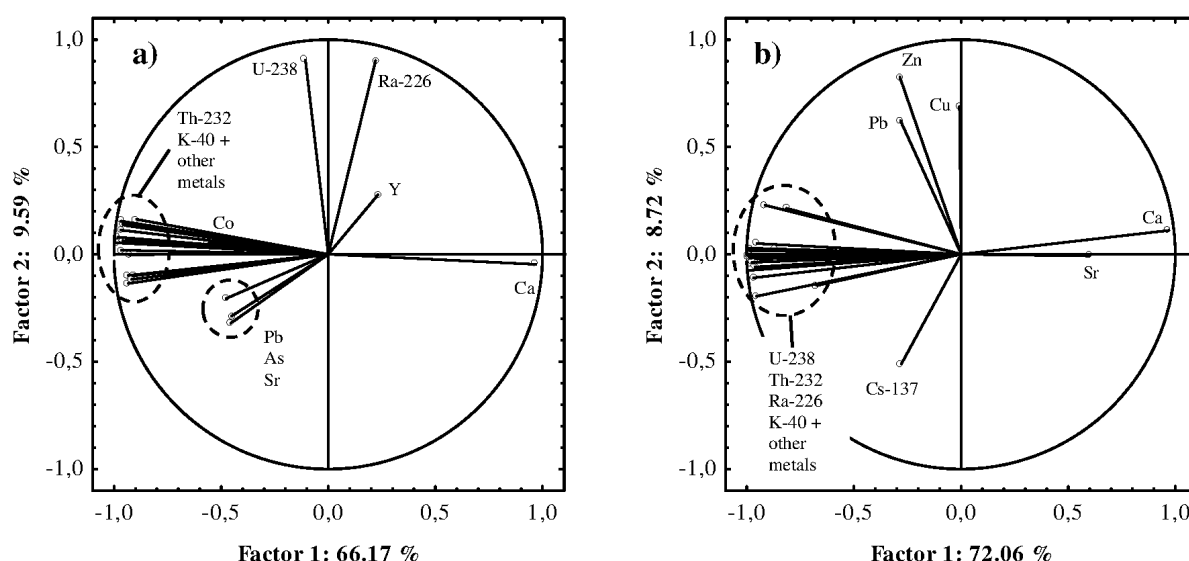 a)
1,0
0,5
0,0
-0,5
-1,0
Factor 2: 9.59 %
U-238
Ra-226
Th-232
K-40 +
other
metals
Y
Co
Ca
Pb
As
Sr
-1,0
-0,5
0,0
0,5
1,0
Factor 1: 66.17 %
b)
1,0
0,5
0,0
-0,5
-1,0
Factor 2: 8.72 %
Zn
Cu
Pb
Ca
Sr
Cs-137
U-238
Th-232
Ra-226
K-40 +
other
metals
-1,0
-0,5
0,0
0,5
1,0
Factor 1: 72.06 %